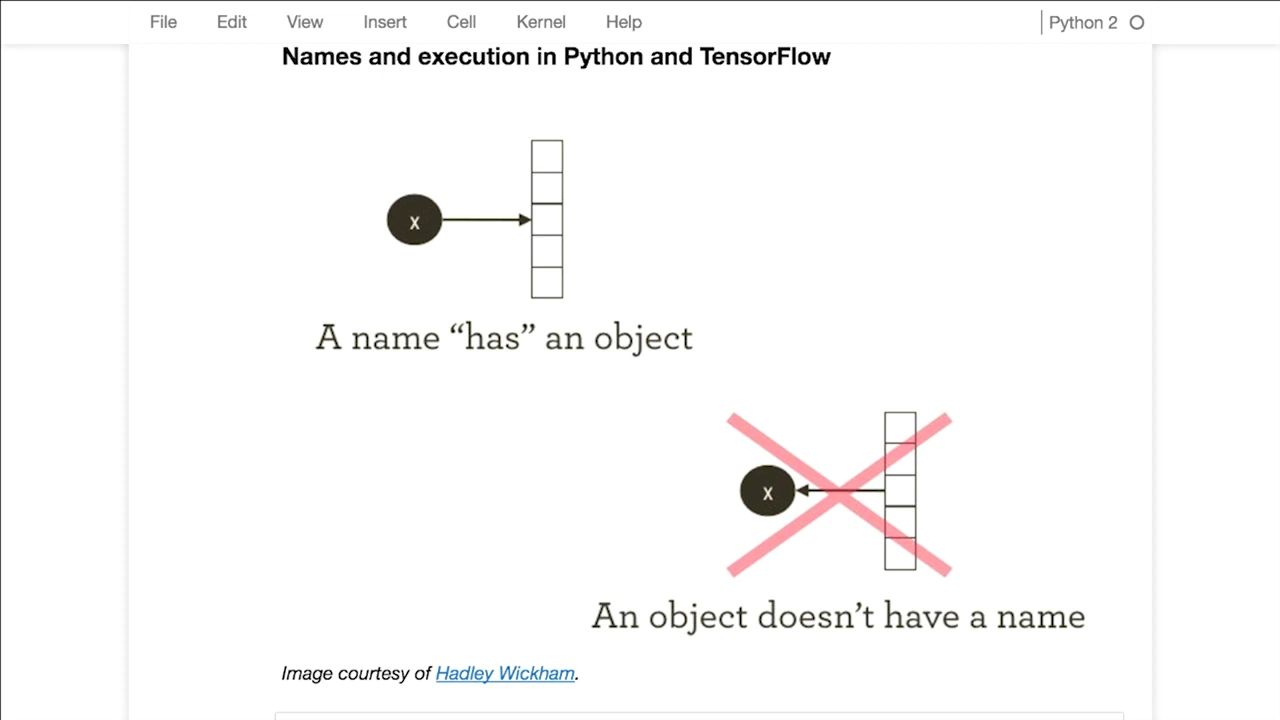 File Edit View Insert Cell Kernel Help Python 2
Names and execution in Python and TensorFlow
x
A name “has” an object
x
An object doesn’t have a name
Image courtesy of Hadley Wickham.